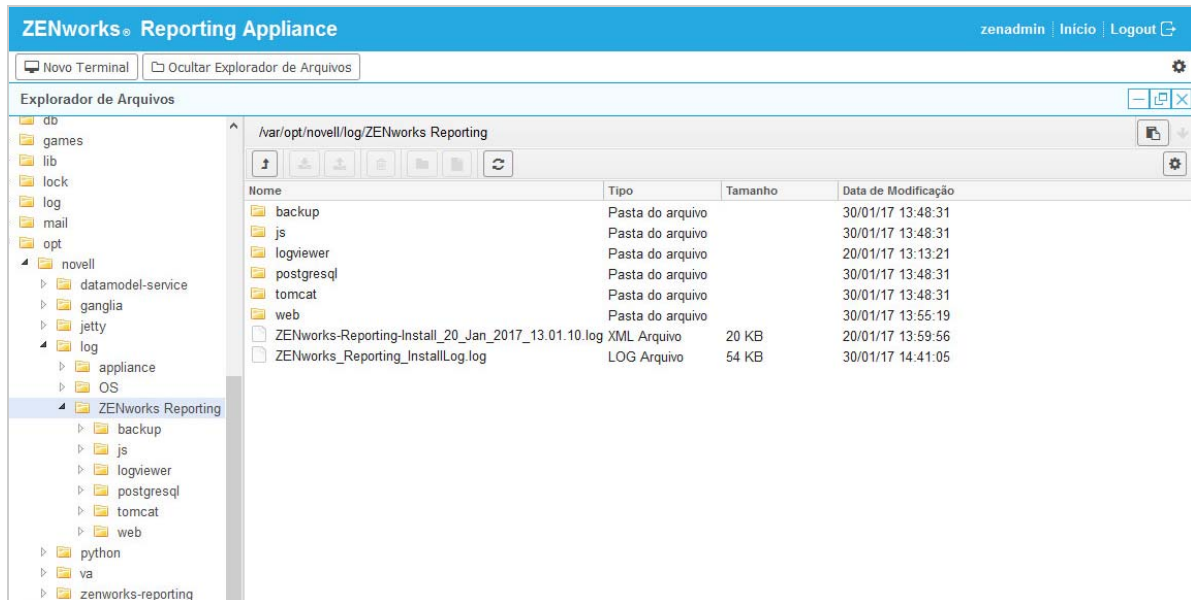 ZENworks® Reporting Appliance
zenadmin Início Logout
Novo Terminal Ocultar Explorador de Arquivos
Explorador de Arquivos
db
games
lib
lock
log
mail
opt
novell
datamodel-service
ganglia
jetty
log
appliance
OS
ZENworks Reporting
backup
js
logviewer
postgresql
tomcat
web
python
va
zenworks-reporting
/var/opt/novell/log/ZENworks Reporting
Nome Tipo Tamanho Data de Modificação
backup Pasta do arquivo 30/01/17 13:48:31
js Pasta do arquivo 30/01/17 13:48:31
logviewer Pasta do arquivo 20/01/17 13:13:21
postgresql Pasta do arquivo 30/01/17 13:48:31
tomcat Pasta do arquivo 30/01/17 13:48:31
web Pasta do arquivo 30/01/17 13:55:19
ZENworks-Reporting-Install_20_Jan_2017_13.01.10.log XML Arquivo 20 KB 20/01/17 13:59:56
ZENworks_Reporting_InstallLog.log LOG Arquivo 54 KB 30/01/17 14:41:05